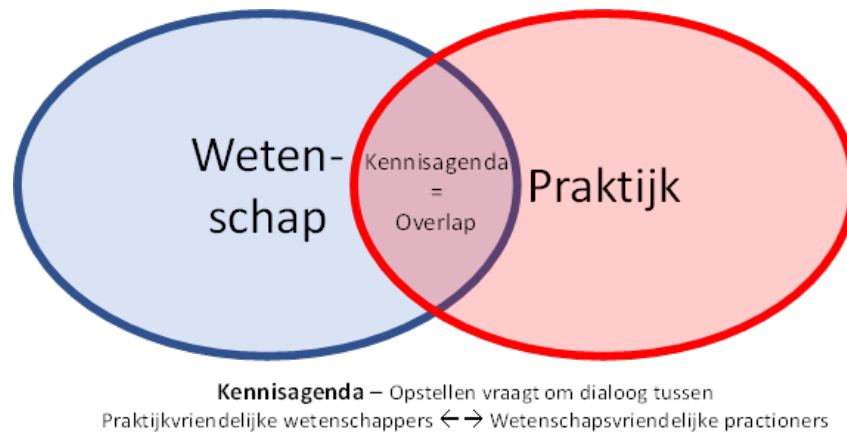 Weten-
schap
Kennisagenda
=
Overlap
Praktijk
Kennisagenda – Opstellen vraagt om dialoog tussen
Praktijkvriendelijke wetenschappers ←→ Wetenschapsvriendelijke practioners